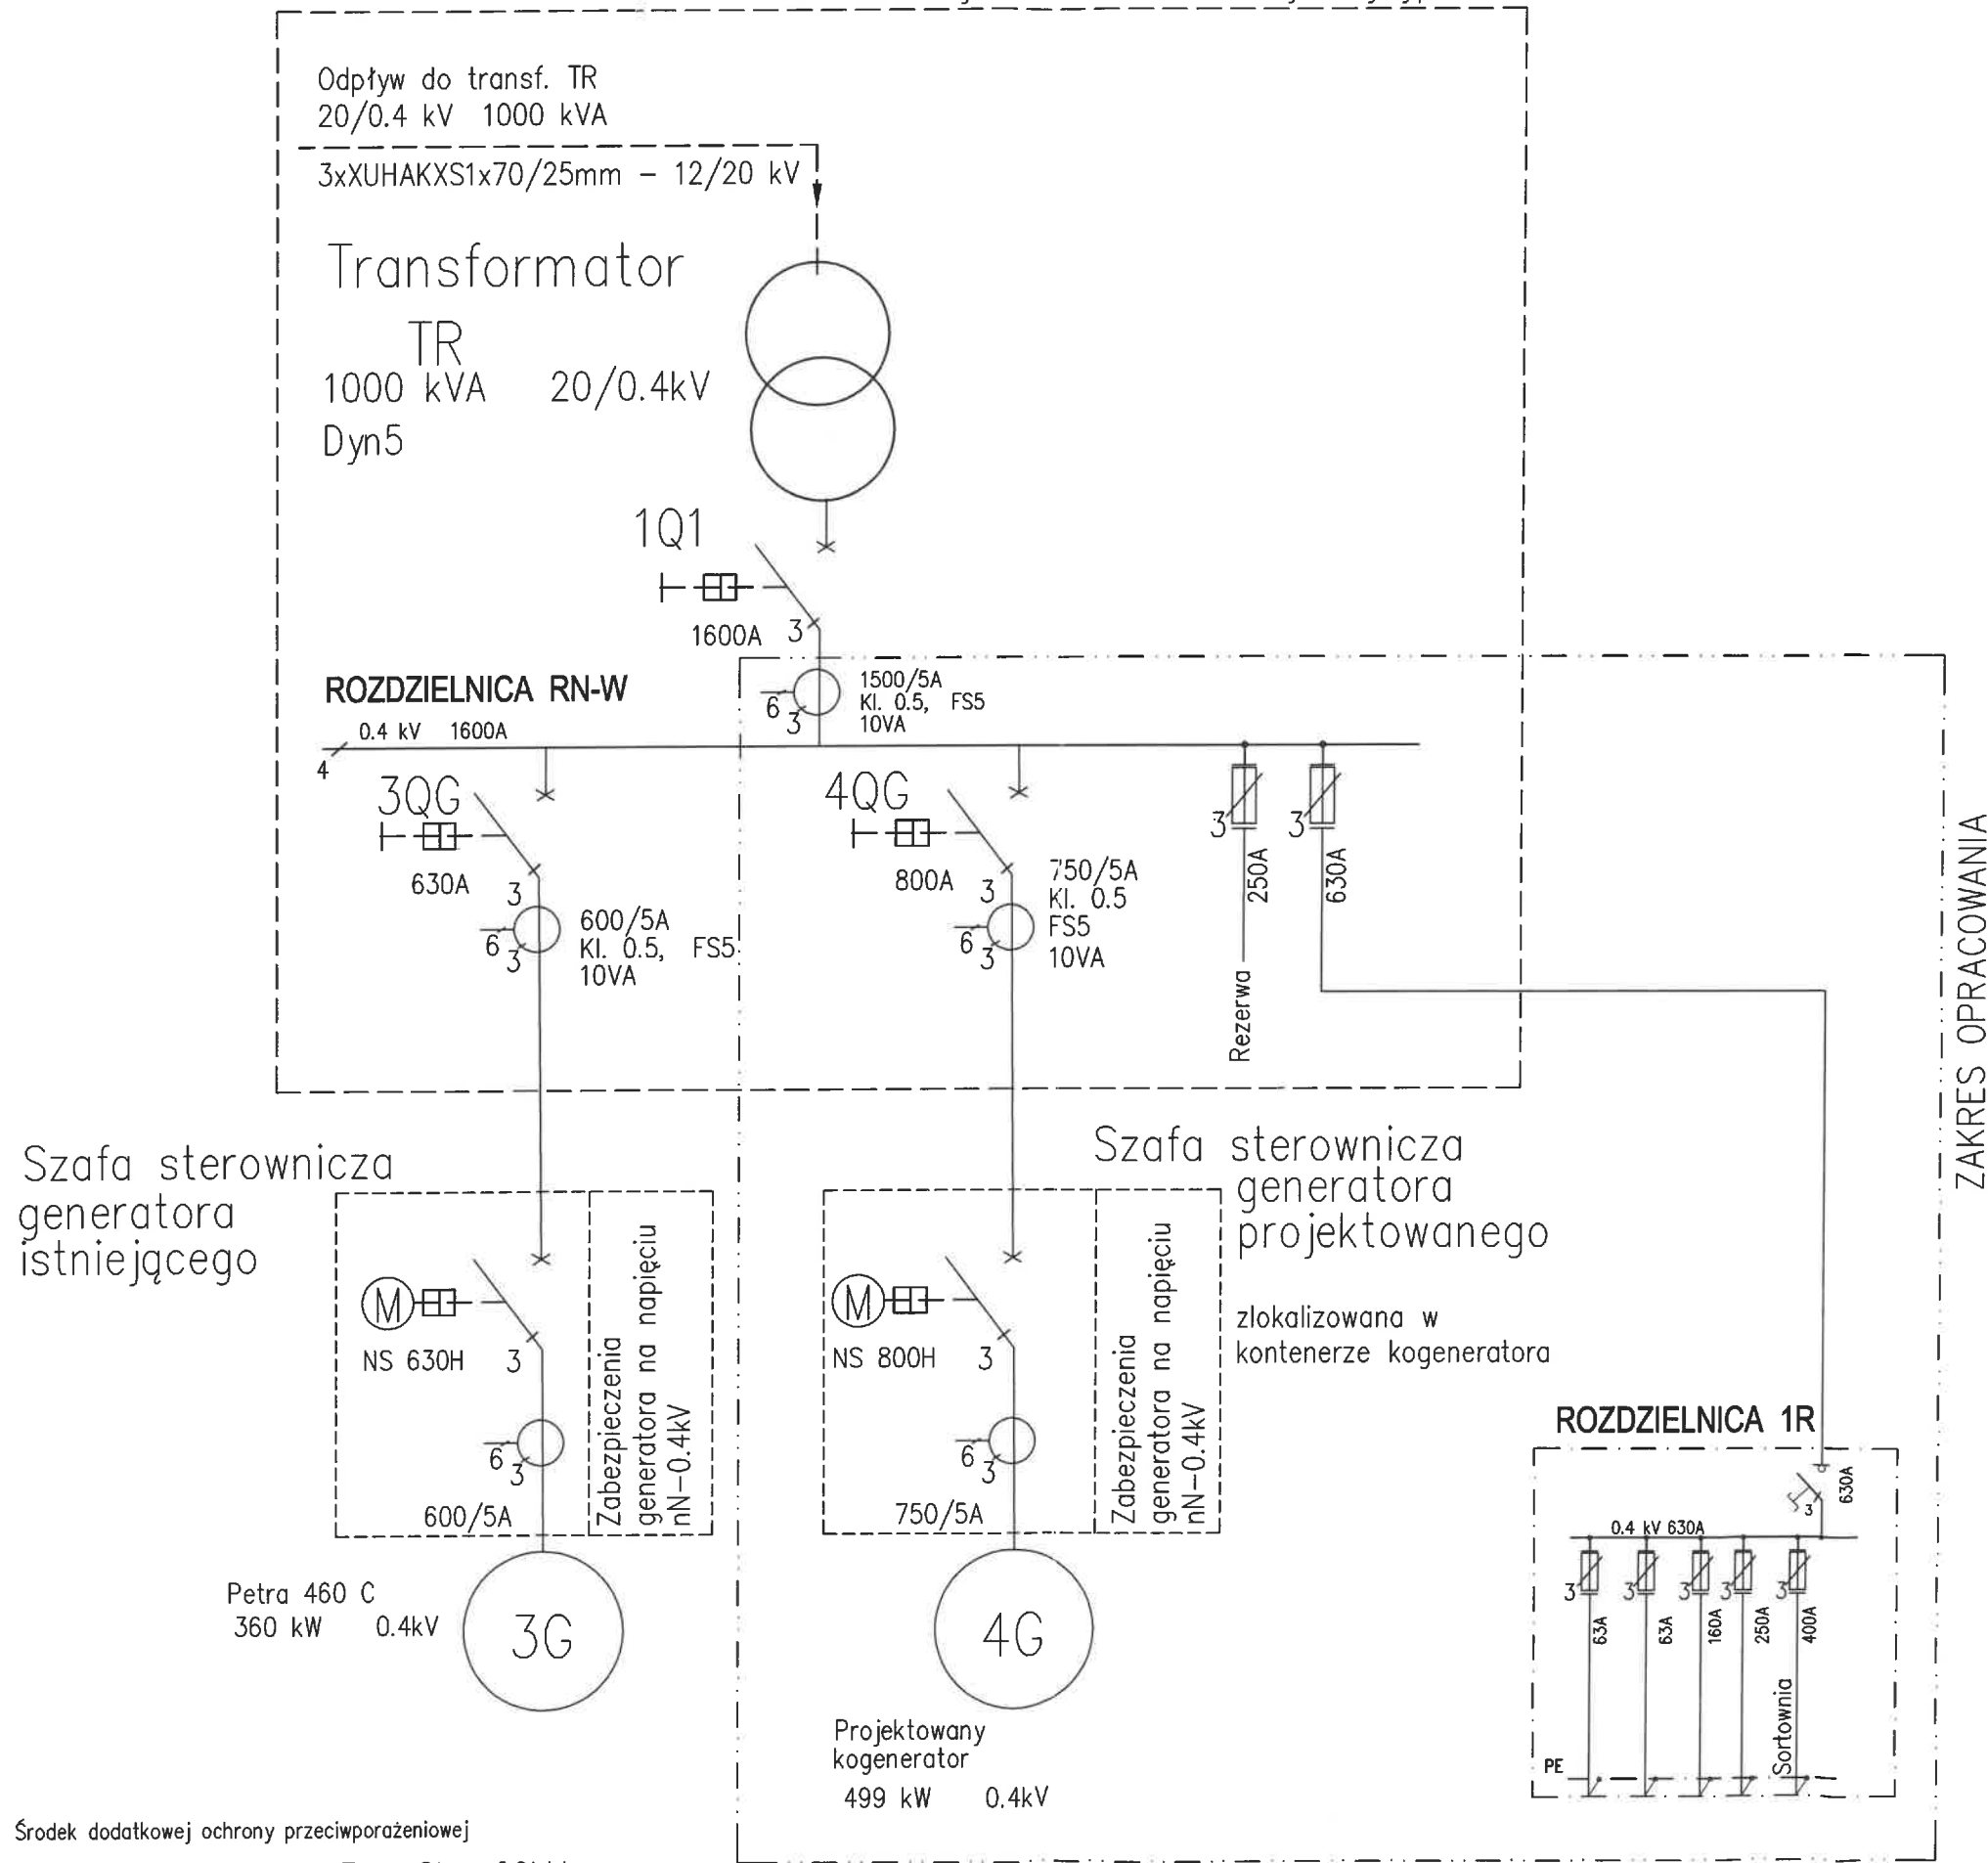 Odpływ do transf. TR
20/0.4 kV 1000 kVA
3xXUHAKXS1x70/25mm - 12/20 kV
Transformator
TR
1000 kVA 20/0.4kV
Dyn5
1Q1
1600A 3
ROZDZIELNICA RN-W
0.4 kV 1600A
4
6 3
1500/5A
Kl. 0.5, FS5
10VA
3QG
630A 3
6 3
600/5A
Kl. 0.5, FS5
10VA
4QG
800A 3
6 3
750/5A
Kl. 0.5
FS5
10VA
3
250A
Rezerwa
3
630A
ZAKRES OPRACOWANIA
Szafa sterownicza
generatora
istniejącego
M
NS 630H 3
6 3
600/5A
Zabezpieczenia
generatora na napięciu
nN-0.4kV
Szafa sterownicza
generatora
projektowanego
zlokalizowana w
kontenerze kogeneratora
M
NS 800H 3
6 3
750/5A
Zabezpieczenia
generatora na napięciu
nN-0.4kV
Petra 460 C
360 kW 0.4kV
3G
4G
Projektowany
kogenerator
499 kW 0.4kV
ROZDZIELNICA 1R
630A
3
0.4 kV 630A
3 3 3 3 3
63A
63A
160A
250A
400A
Sortownia
PE
Środek dodatkowej ochrony przeciwporażeniowej